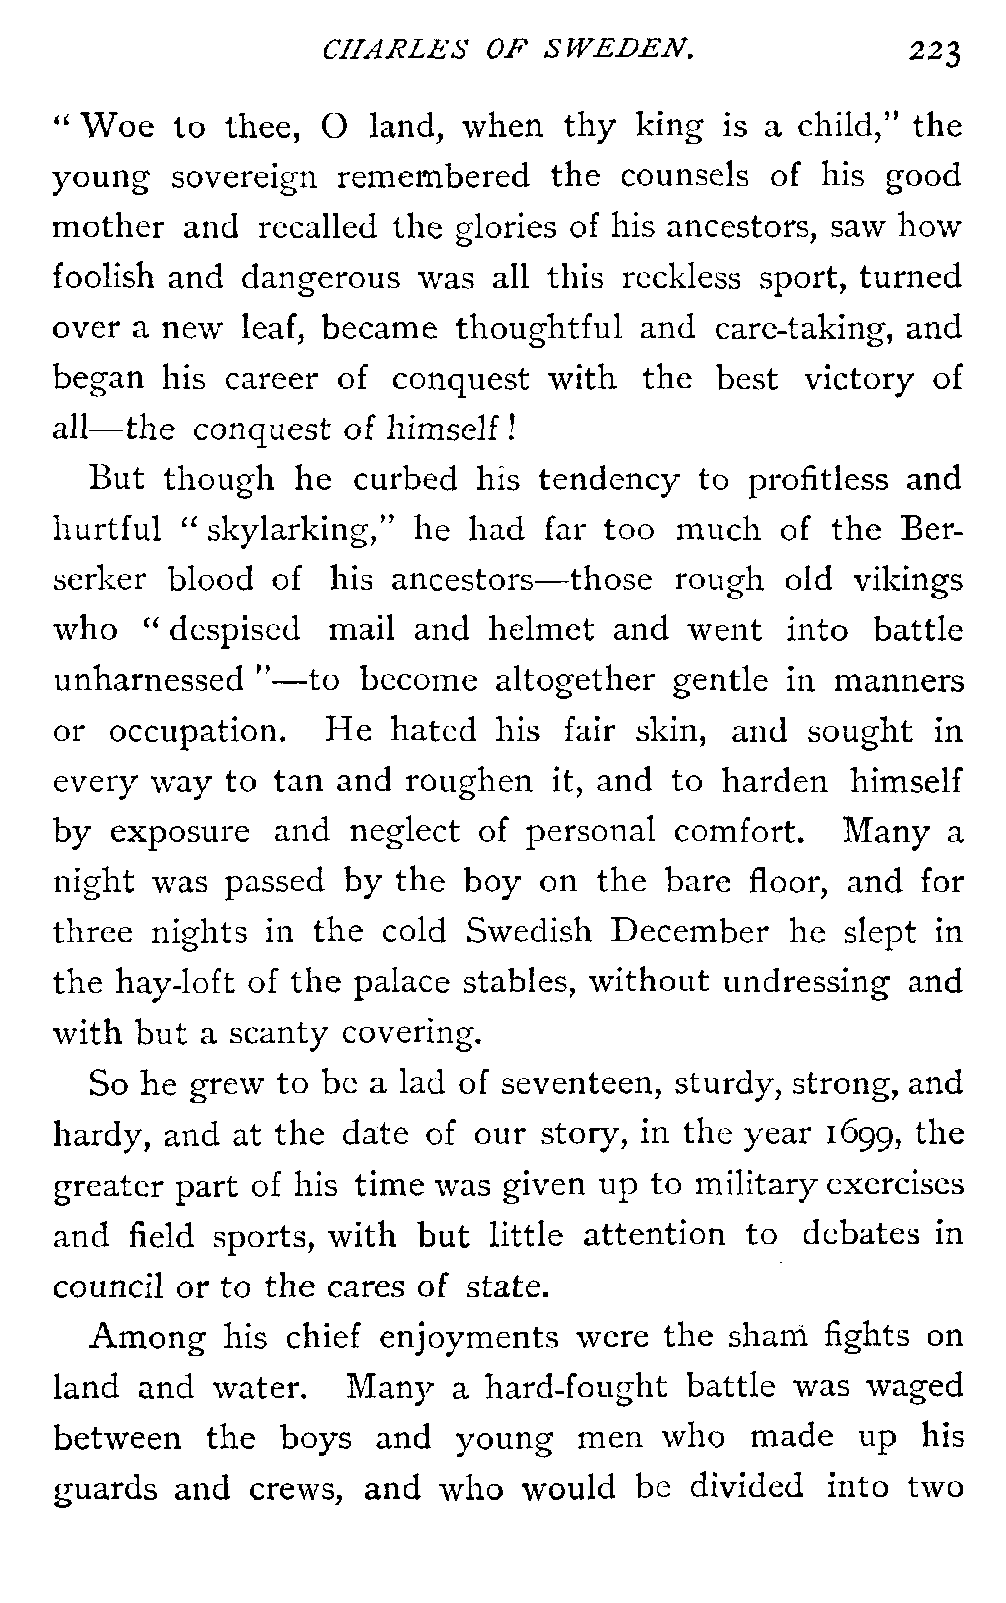 CHARLES OF SWEDEN. 223
“ Woe to thee, O land, when thy king is a child,” the
young sovereign remembered the counsels of his good
mother and recalled the glories of his ancestors, saw how
foolish and dangerous was all this reckless sport, turned
over a new leaf, became thoughtful and care-taking, and
began his career of conquest with the best victory of
all—the conquest of himself !
But though he curbed his tendency to profitless and
hurtful “ skylarking,” he had far too much of the Ber-
serker blood of his ancestors—those rough old vikings
who “ despised mail and helmet and went into battle
unharnessed ”—to become altogether gentle in manners
or occupation. He hated his fair skin, and sought in
every way to tan and roughen it, and to harden himself
by exposure and neglect of personal comfort. Many a
night was passed by the boy on the bare floor, and for
three nights in the cold Swedish December he slept in
the hay-loft of the palace stables, without undressing and
with but a scanty covering.
So he grew to be a lad of seventeen, sturdy, strong, and
hardy, and at the date of our story, in the year 1699, the
greater part of his time was given up to military exercises
and field sports, with but little attention to debates in
council or to the cares of state.
Among his chief enjoyments were the sham fights on
land and water. Many a hard-fought battle was waged
between the boys and young men who made up his
guards and crews, and who would be divided into two